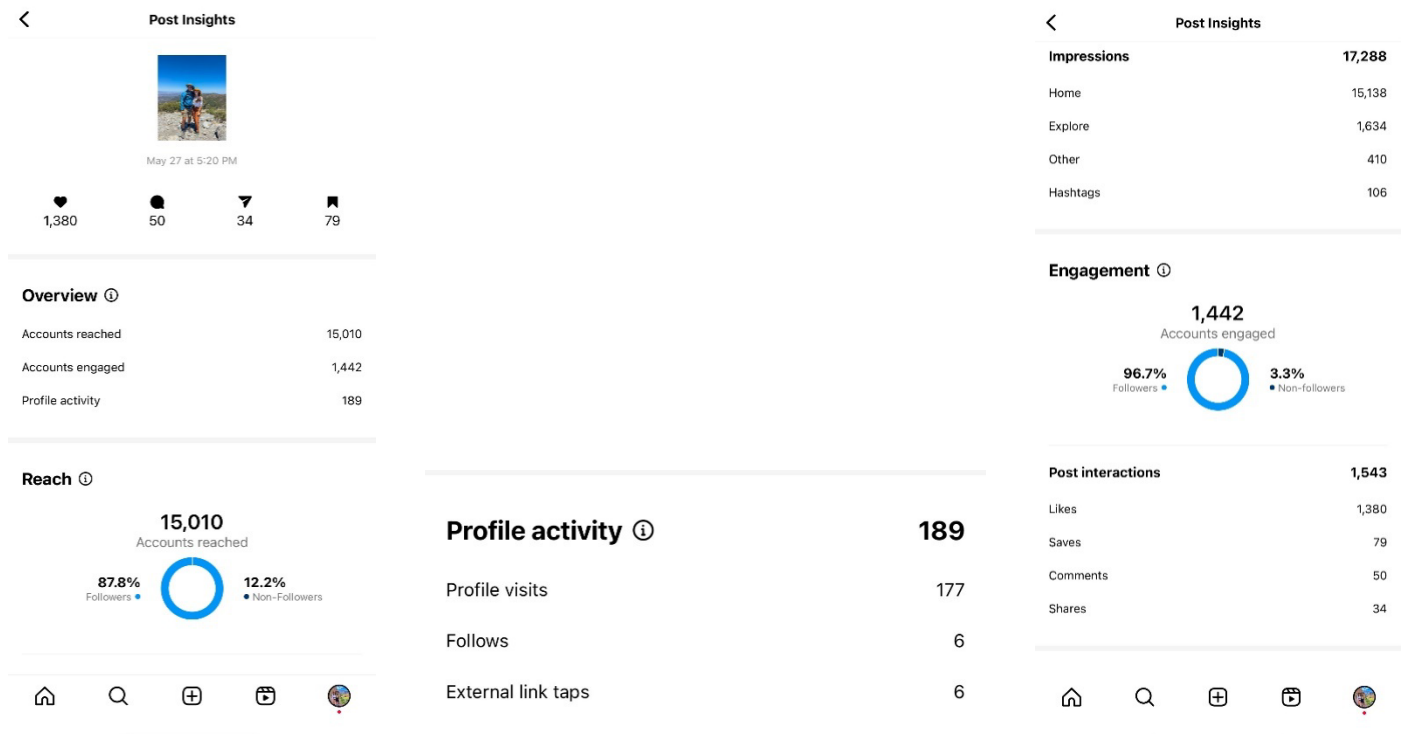 Post Insights
May 27 at 5:20 PM
1,380 50 34 79
Overview
Accounts reached 15,010
Accounts engaged 1,442
Profile activity 189
Reach
15,010
Accounts reached
87.8% 12.2%
Followers Non-Followers
Profile activity 189
Profile visits 177
Follows 6
External link taps 6
Post Insights
Impressions 17,288
Home 15,138
Explore 1,634
Other 410
Hashtags 106
Engagement
1,442
Accounts engaged
96.7% 3.3%
Followers Non-followers
Post interactions 1,543
Likes 1,380
Saves 79
Comments 50
Shares 34